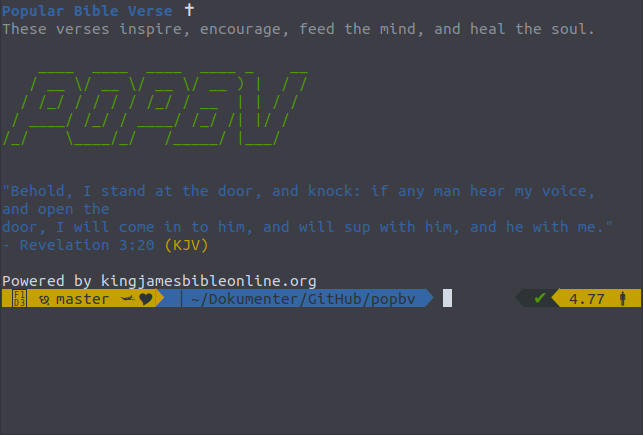 Popular Bible Verse ✝
These verses inspire, encourage, feed the mind, and heal the soul.
POPBV
"Behold, I stand at the door, and knock: if any man hear my voice,
and open the
door, I will come in to him, and will sup with him, and he with me."
- Revelation 3:20 (KJV)
Powered by kingjamesbibleonline.org
master | ~/Dokumenter/GitHub/popbv ✔ 4.77